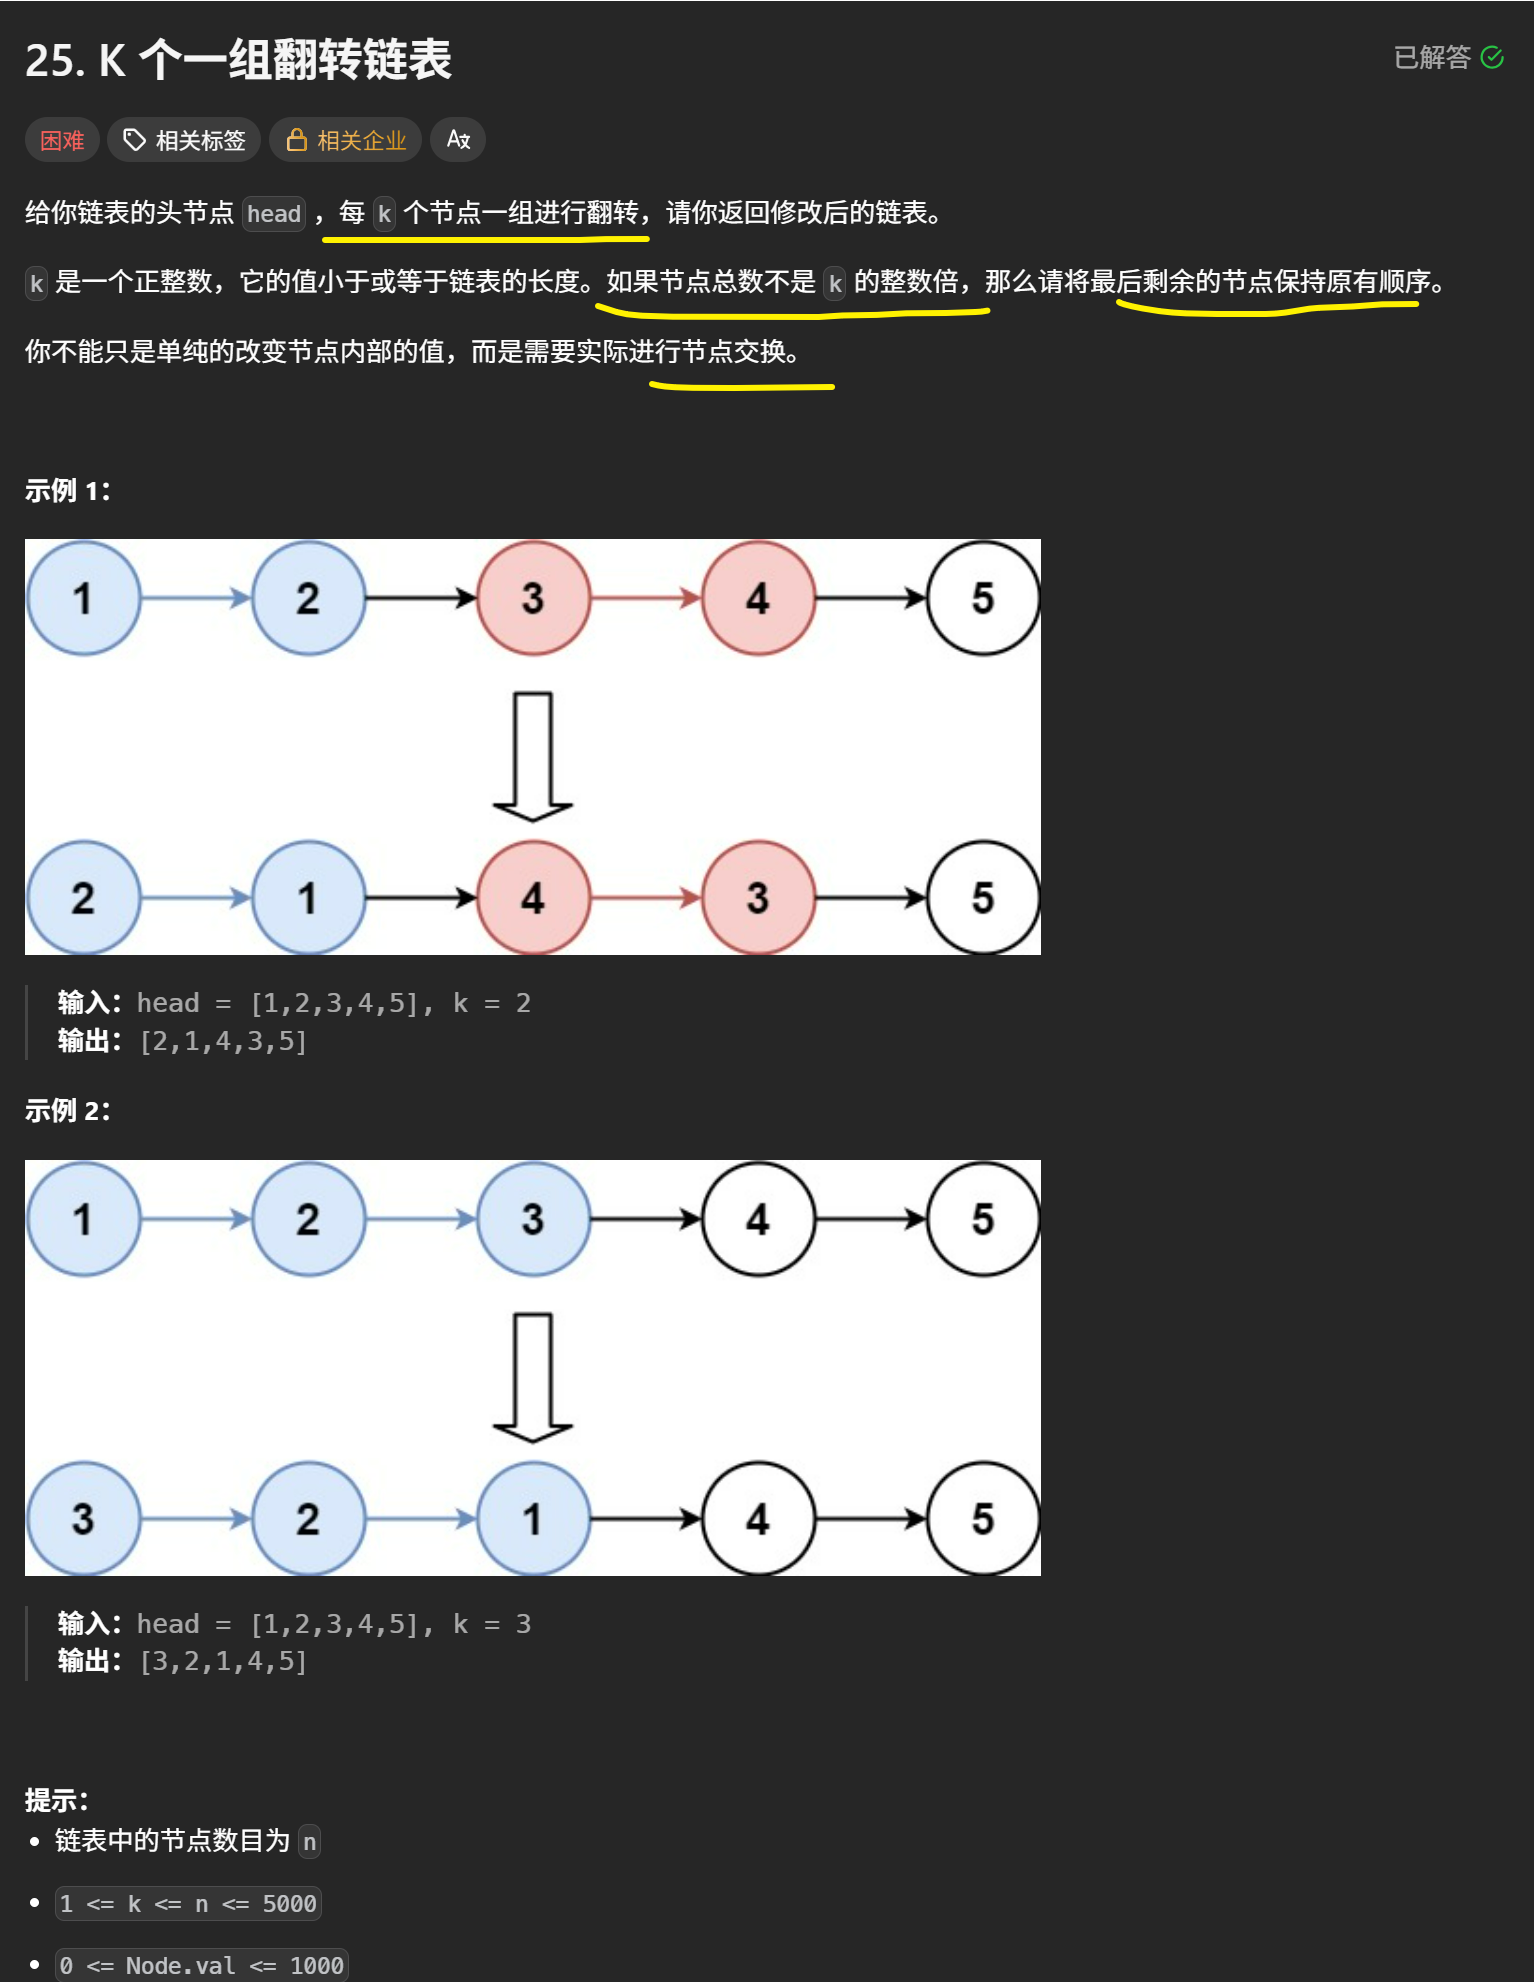 25. K 个一组翻转链表
已解答
困难 相关标签 相关企业
给你链表的头节点 head ，每 k 个节点一组进行翻转，请你返回修改后的链表。
k 是一个正整数，它的值小于或等于链表的长度。如果节点总数不是 k 的整数倍，那么请将最后剩余的节点保持原有顺序。
你不能只是单纯的改变节点内部的值，而是需要实际进行节点交换。
示例 1：
1 2 3 4 5
2 1 4 3 5
输入：head = [1,2,3,4,5], k = 2
输出：[2,1,4,3,5]
示例 2：
1 2 3 4 5
3 2 1 4 5
输入：head = [1,2,3,4,5], k = 3
输出：[3,2,1,4,5]
提示：
• 链表中的节点数目为 n
• 1 <= k <= n <= 5000
• 0 <= Node.val <= 1000